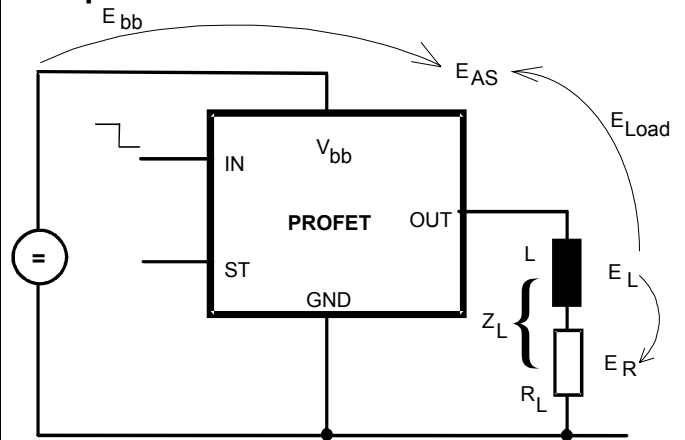 E bb
E AS
E Load
V bb
IN
PROFET
OUT
ST
GND
=
L
E L
Z L {
E R
R L